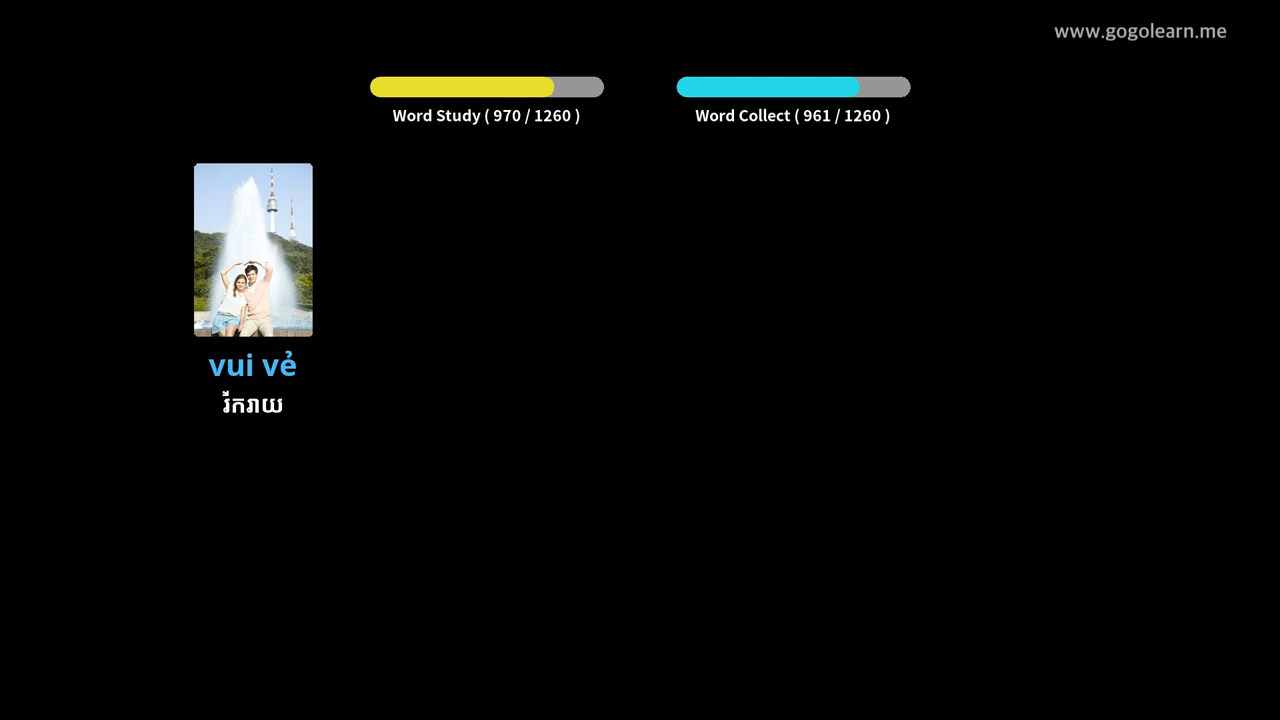 www.gogolearn.me
Word Study ( 970 / 1260 )
Word Collect ( 961 / 1260 )
vui vẻ
រីករាយ